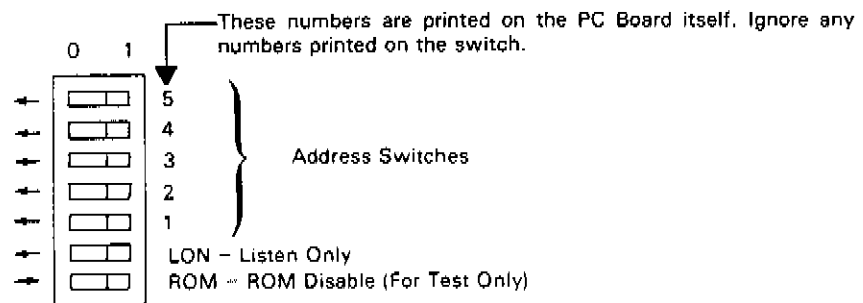 These numbers are printed on the PC Board itself. Ignore any
numbers printed on the switch.
0 1
5
4
3
2
1
Address Switches
LON – Listen Only
ROM – ROM Disable (For Test Only)